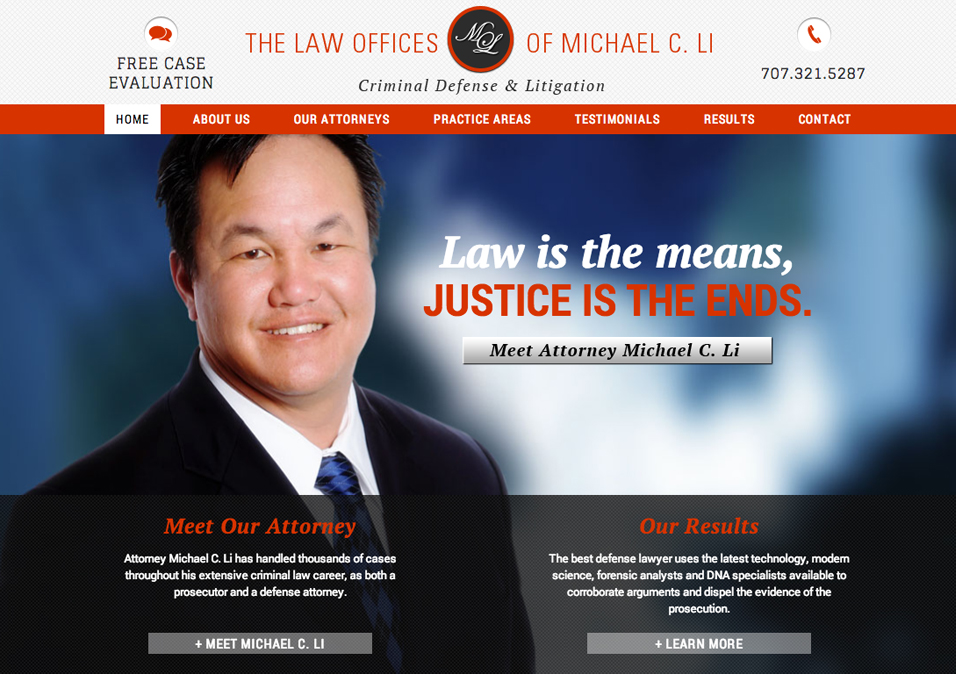 FREE CASE
EVALUATION
THE LAW OFFICES MCL OF MICHAEL C. LI
Criminal Defense & Litigation
707.321.5287
HOME ABOUT US OUR ATTORNEYS PRACTICE AREAS TESTIMONIALS RESULTS CONTACT
Law is the means,
JUSTICE IS THE ENDS.
Meet Attorney Michael C. Li
Meet Our Attorney
Attorney Michael C. Li has handled thousands of cases
throughout his extensive criminal law career, as both a
prosecutor and a defense attorney.
+ MEET MICHAEL C. LI
Our Results
The best defense lawyer uses the latest technology, modern
science, forensic analysts and DNA specialists available to
corroborate arguments and dispel the evidence of the
prosecution.
+ LEARN MORE